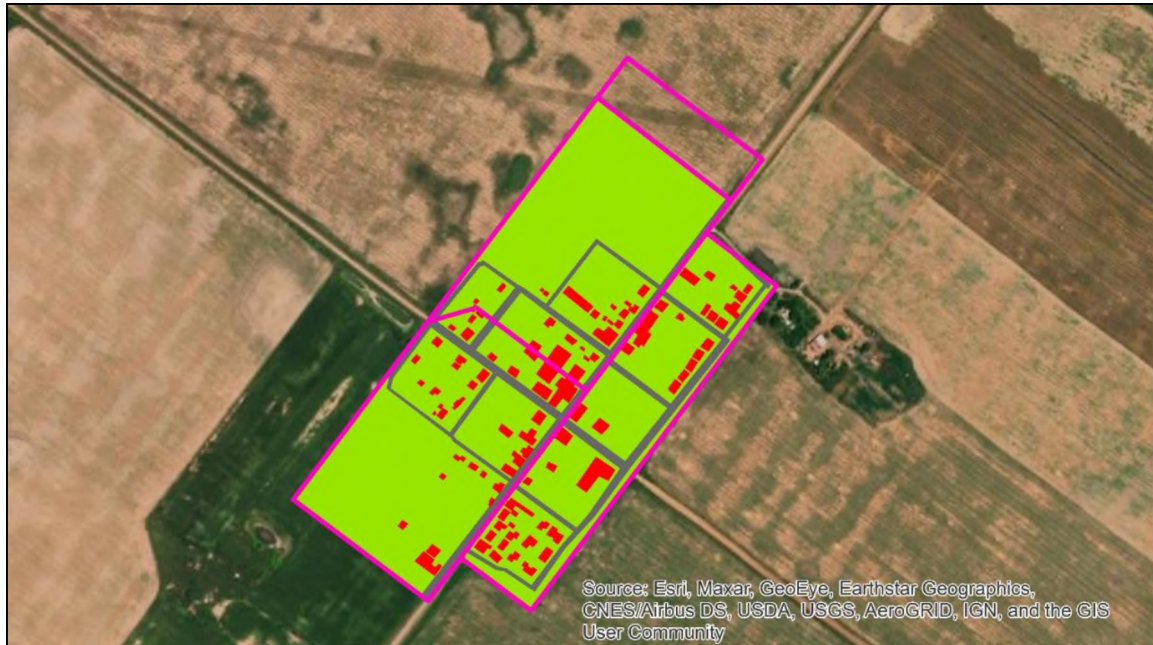 Source: Esri, Maxar, GeoEye, Earthstar Geographics,
CNES/Airbus DS, USDA, USGS, AeroGRID, IGN, and the GIS
User Community